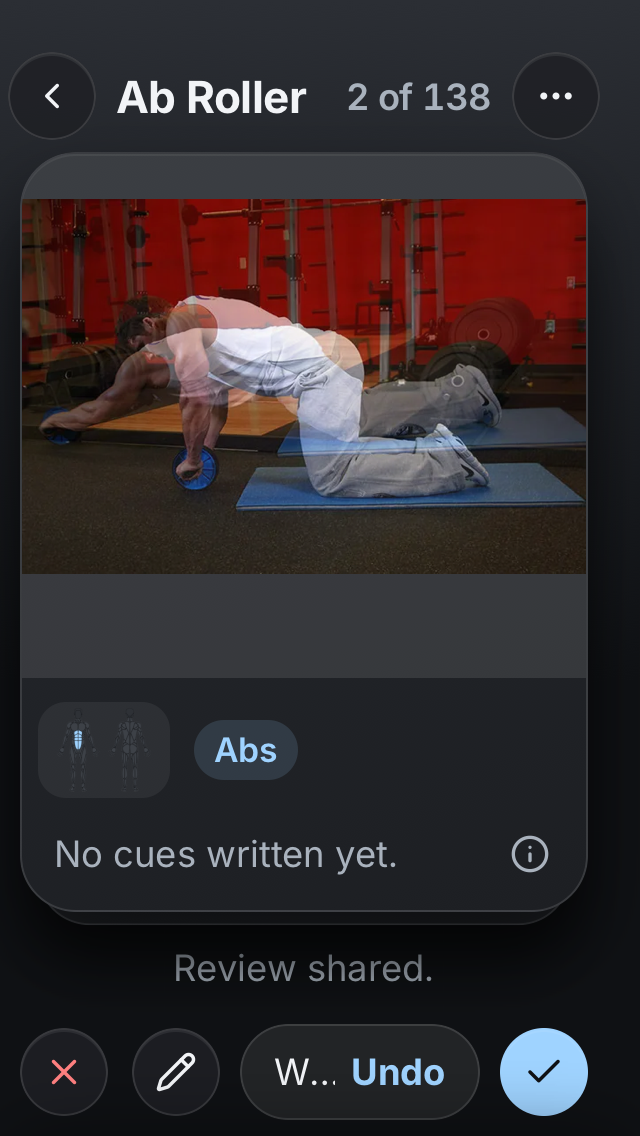 Ab Roller 2 of 138
Abs
No cues written yet.
Review shared.
W... Undo